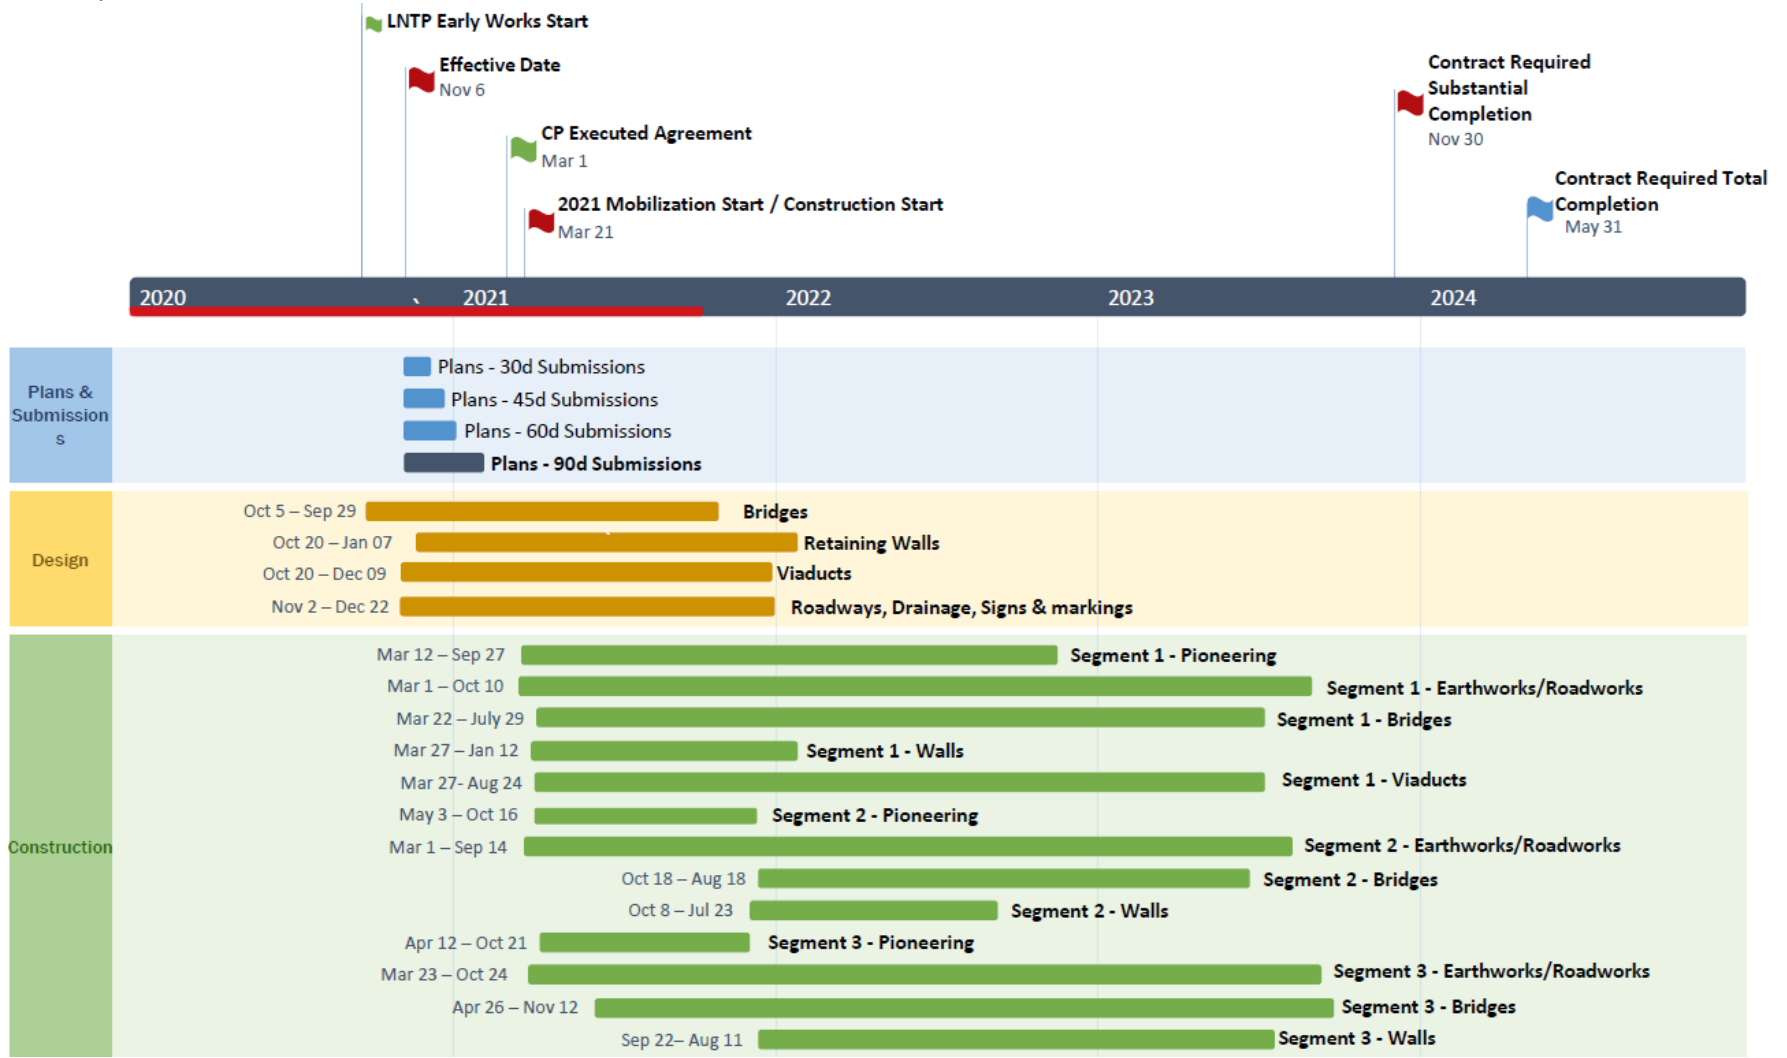 LNTP Early Works Start
Effective Date
Nov 6
CP Executed Agreement
Mar 1
2021 Mobilization Start / Construction Start
Mar 21
Contract Required
Substantial
Completion
Nov 30
Contract Required Total
Completion
May 31
2020 2021 2022 2023 2024
Plans &
Submission
s
Plans - 30d Submissions
Plans - 45d Submissions
Plans - 60d Submissions
Plans - 90d Submissions
Design
Oct 5 – Sep 29 Bridges
Oct 20 – Jan 07 Retaining Walls
Oct 20 – Dec 09 Viaducts
Nov 2 – Dec 22 Roadways, Drainage, Signs & markings
Construction
Mar 12 – Sep 27 Segment 1 - Pioneering
Mar 1 – Oct 10 Segment 1 - Earthworks/Roadworks
Mar 22 – July 29 Segment 1 - Bridges
Mar 27 – Jan 12 Segment 1 - Walls
Mar 27- Aug 24 Segment 1 - Viaducts
May 3 – Oct 16 Segment 2 - Pioneering
Mar 1 – Sep 14 Segment 2 - Earthworks/Roadworks
Oct 18 – Aug 18 Segment 2 - Bridges
Oct 8 – Jul 23 Segment 2 - Walls
Apr 12 – Oct 21 Segment 3 - Pioneering
Mar 23 – Oct 24 Segment 3 - Earthworks/Roadworks
Apr 26 – Nov 12 Segment 3 - Bridges
Sep 22– Aug 11 Segment 3 - Walls